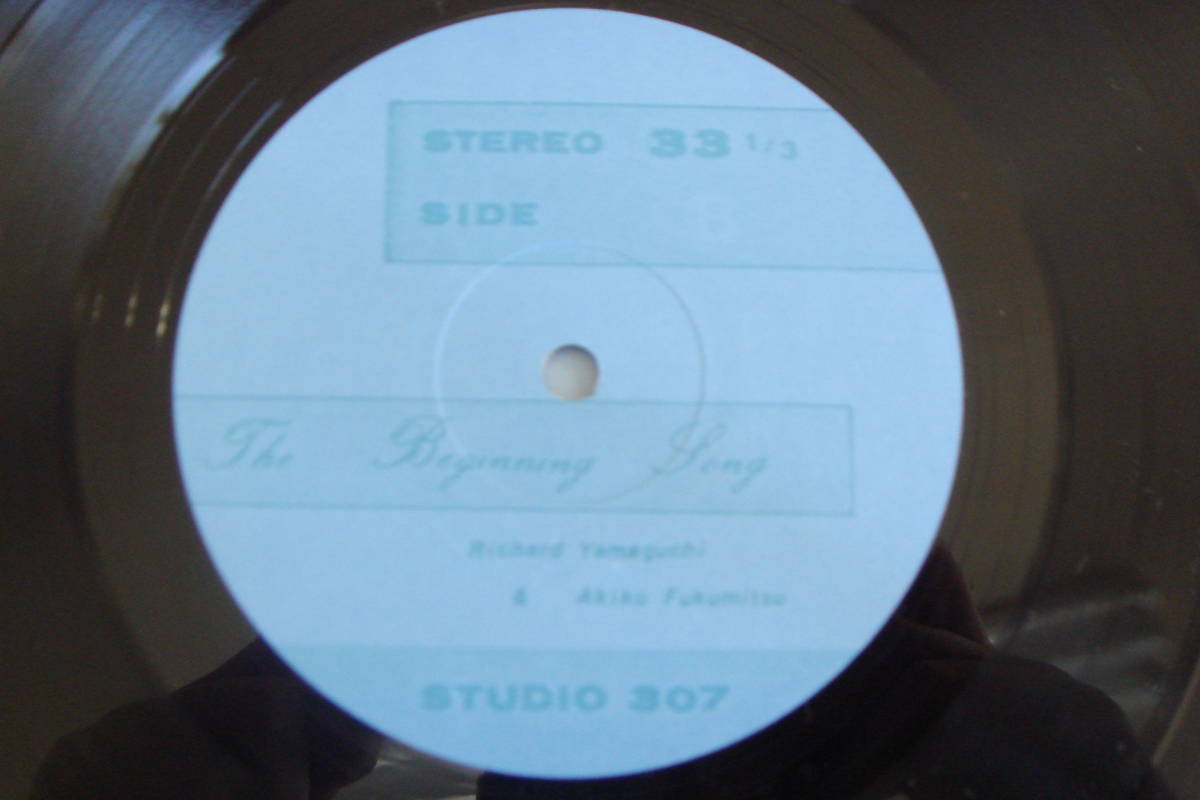 STEREO 33 1/3
SIDE B
The Beginning Song
Richard Yamaguchi
& Akiko Fukumitsu
STUDIO 307